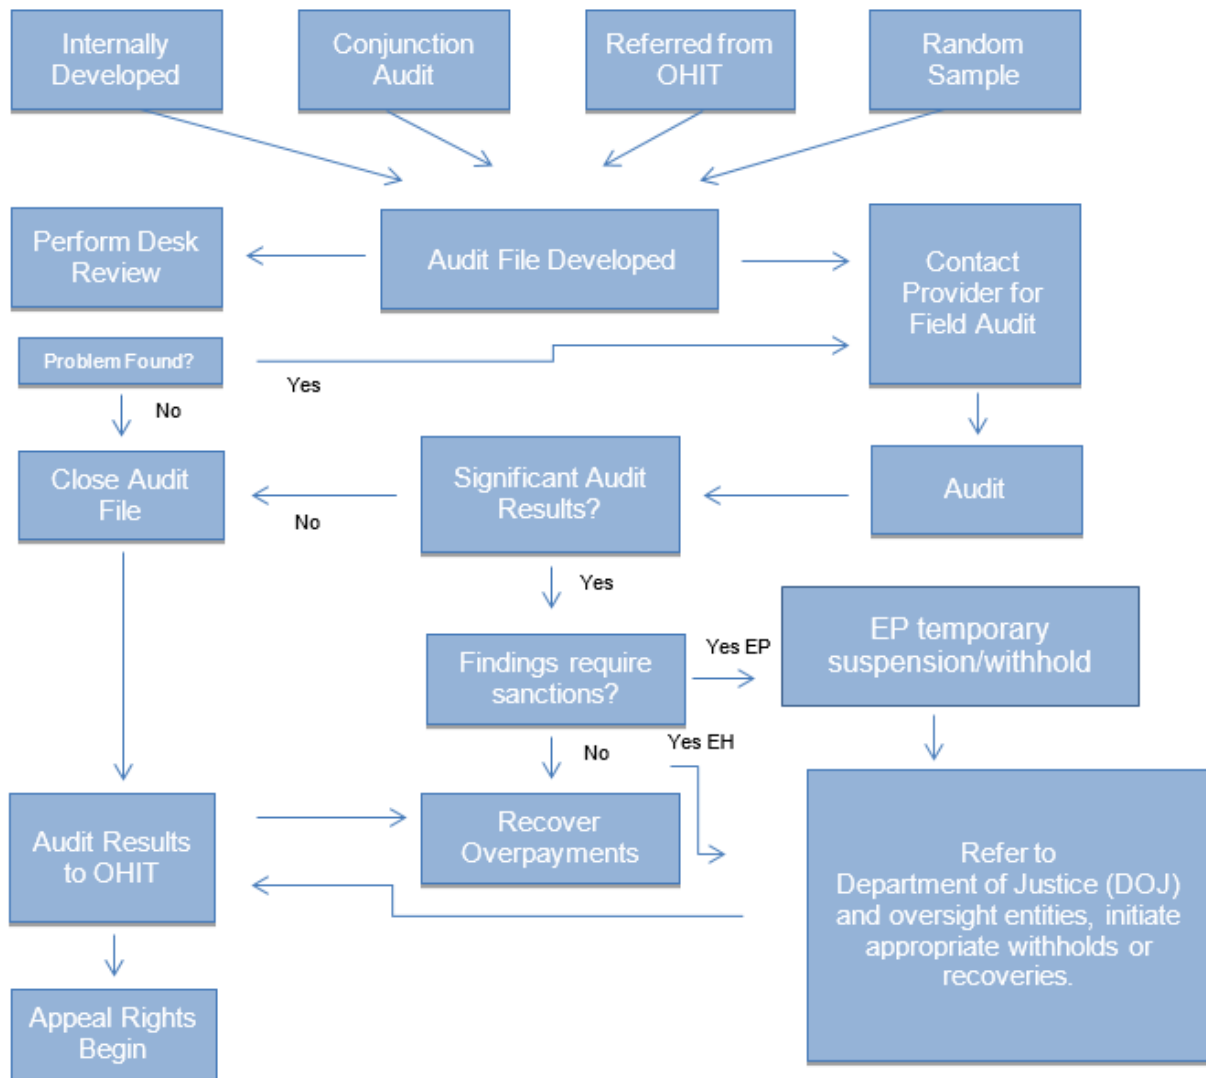 Internally
Developed
Conjunction
Audit
Referred from
OHIT
Random
Sample
Perform Desk
Review
Audit File Developed
Contact
Provider for
Field Audit
Problem Found?
Yes
No
Close Audit
File
Significant Audit
Results?
No
Audit
Yes
Findings require
sanctions?
Yes EP
EP temporary
suspension/withhold
No
Yes EH
Audit Results
to OHIT
Recover
Overpayments
Refer to
Department of Justice (DOJ)
and oversight entities, initiate
appropriate withholds or
recoveries.
Appeal Rights
Begin